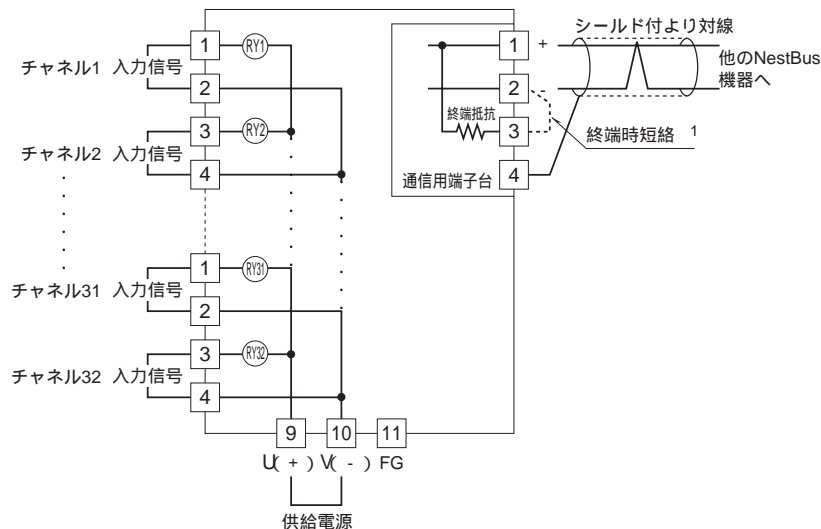 チャネル1 入力信号
1 RY1
2
チャネル2 入力信号
3 RY2
4
チャネル31 入力信号
1 RY31
2
チャネル32 入力信号
3 RY32
4
9 10 11
U( + ) V( - ) FG
供給電源
シールド付より対線
1 +
他のNestBus
機器へ
2 -
終端抵抗
3
終端時短絡 1
通信用端子台 4